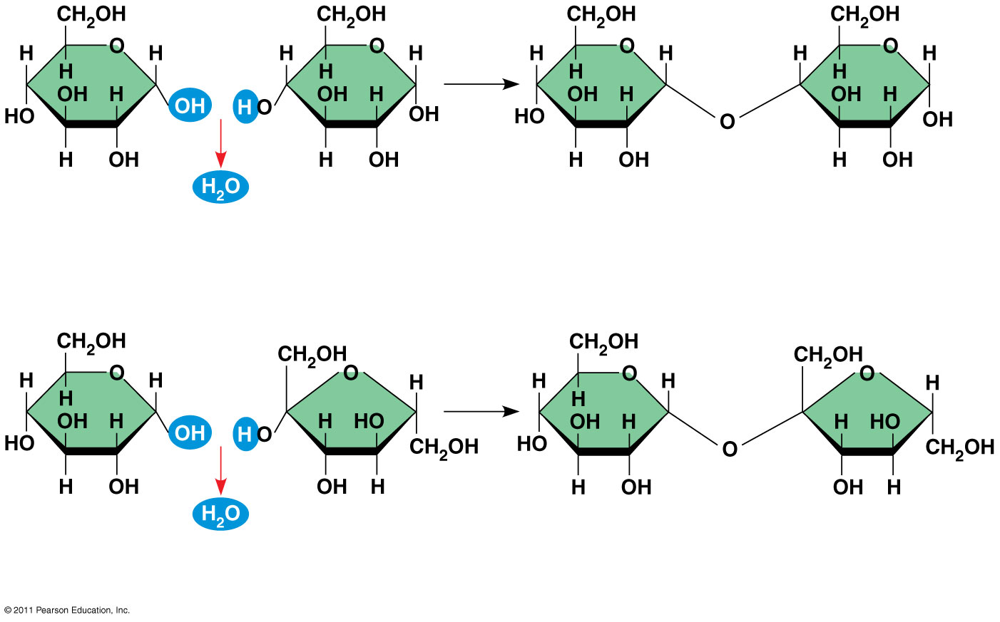 CH2OH CH2OH CH2OH CH2OH
H O H H O H H O H H O H
H H H H
OH H OH H OH H OH H
HO OH HO OH HO O OH
H OH H OH H OH H OH
H2O
CH2OH CH2OH CH2OH CH2OH
H O H O H H O H O H
H H
OH H H HO OH H H HO
HO OH HO CH2OH HO O CH2OH
H OH OH H H OH OH H
H2O
© 2011 Pearson Education, Inc.